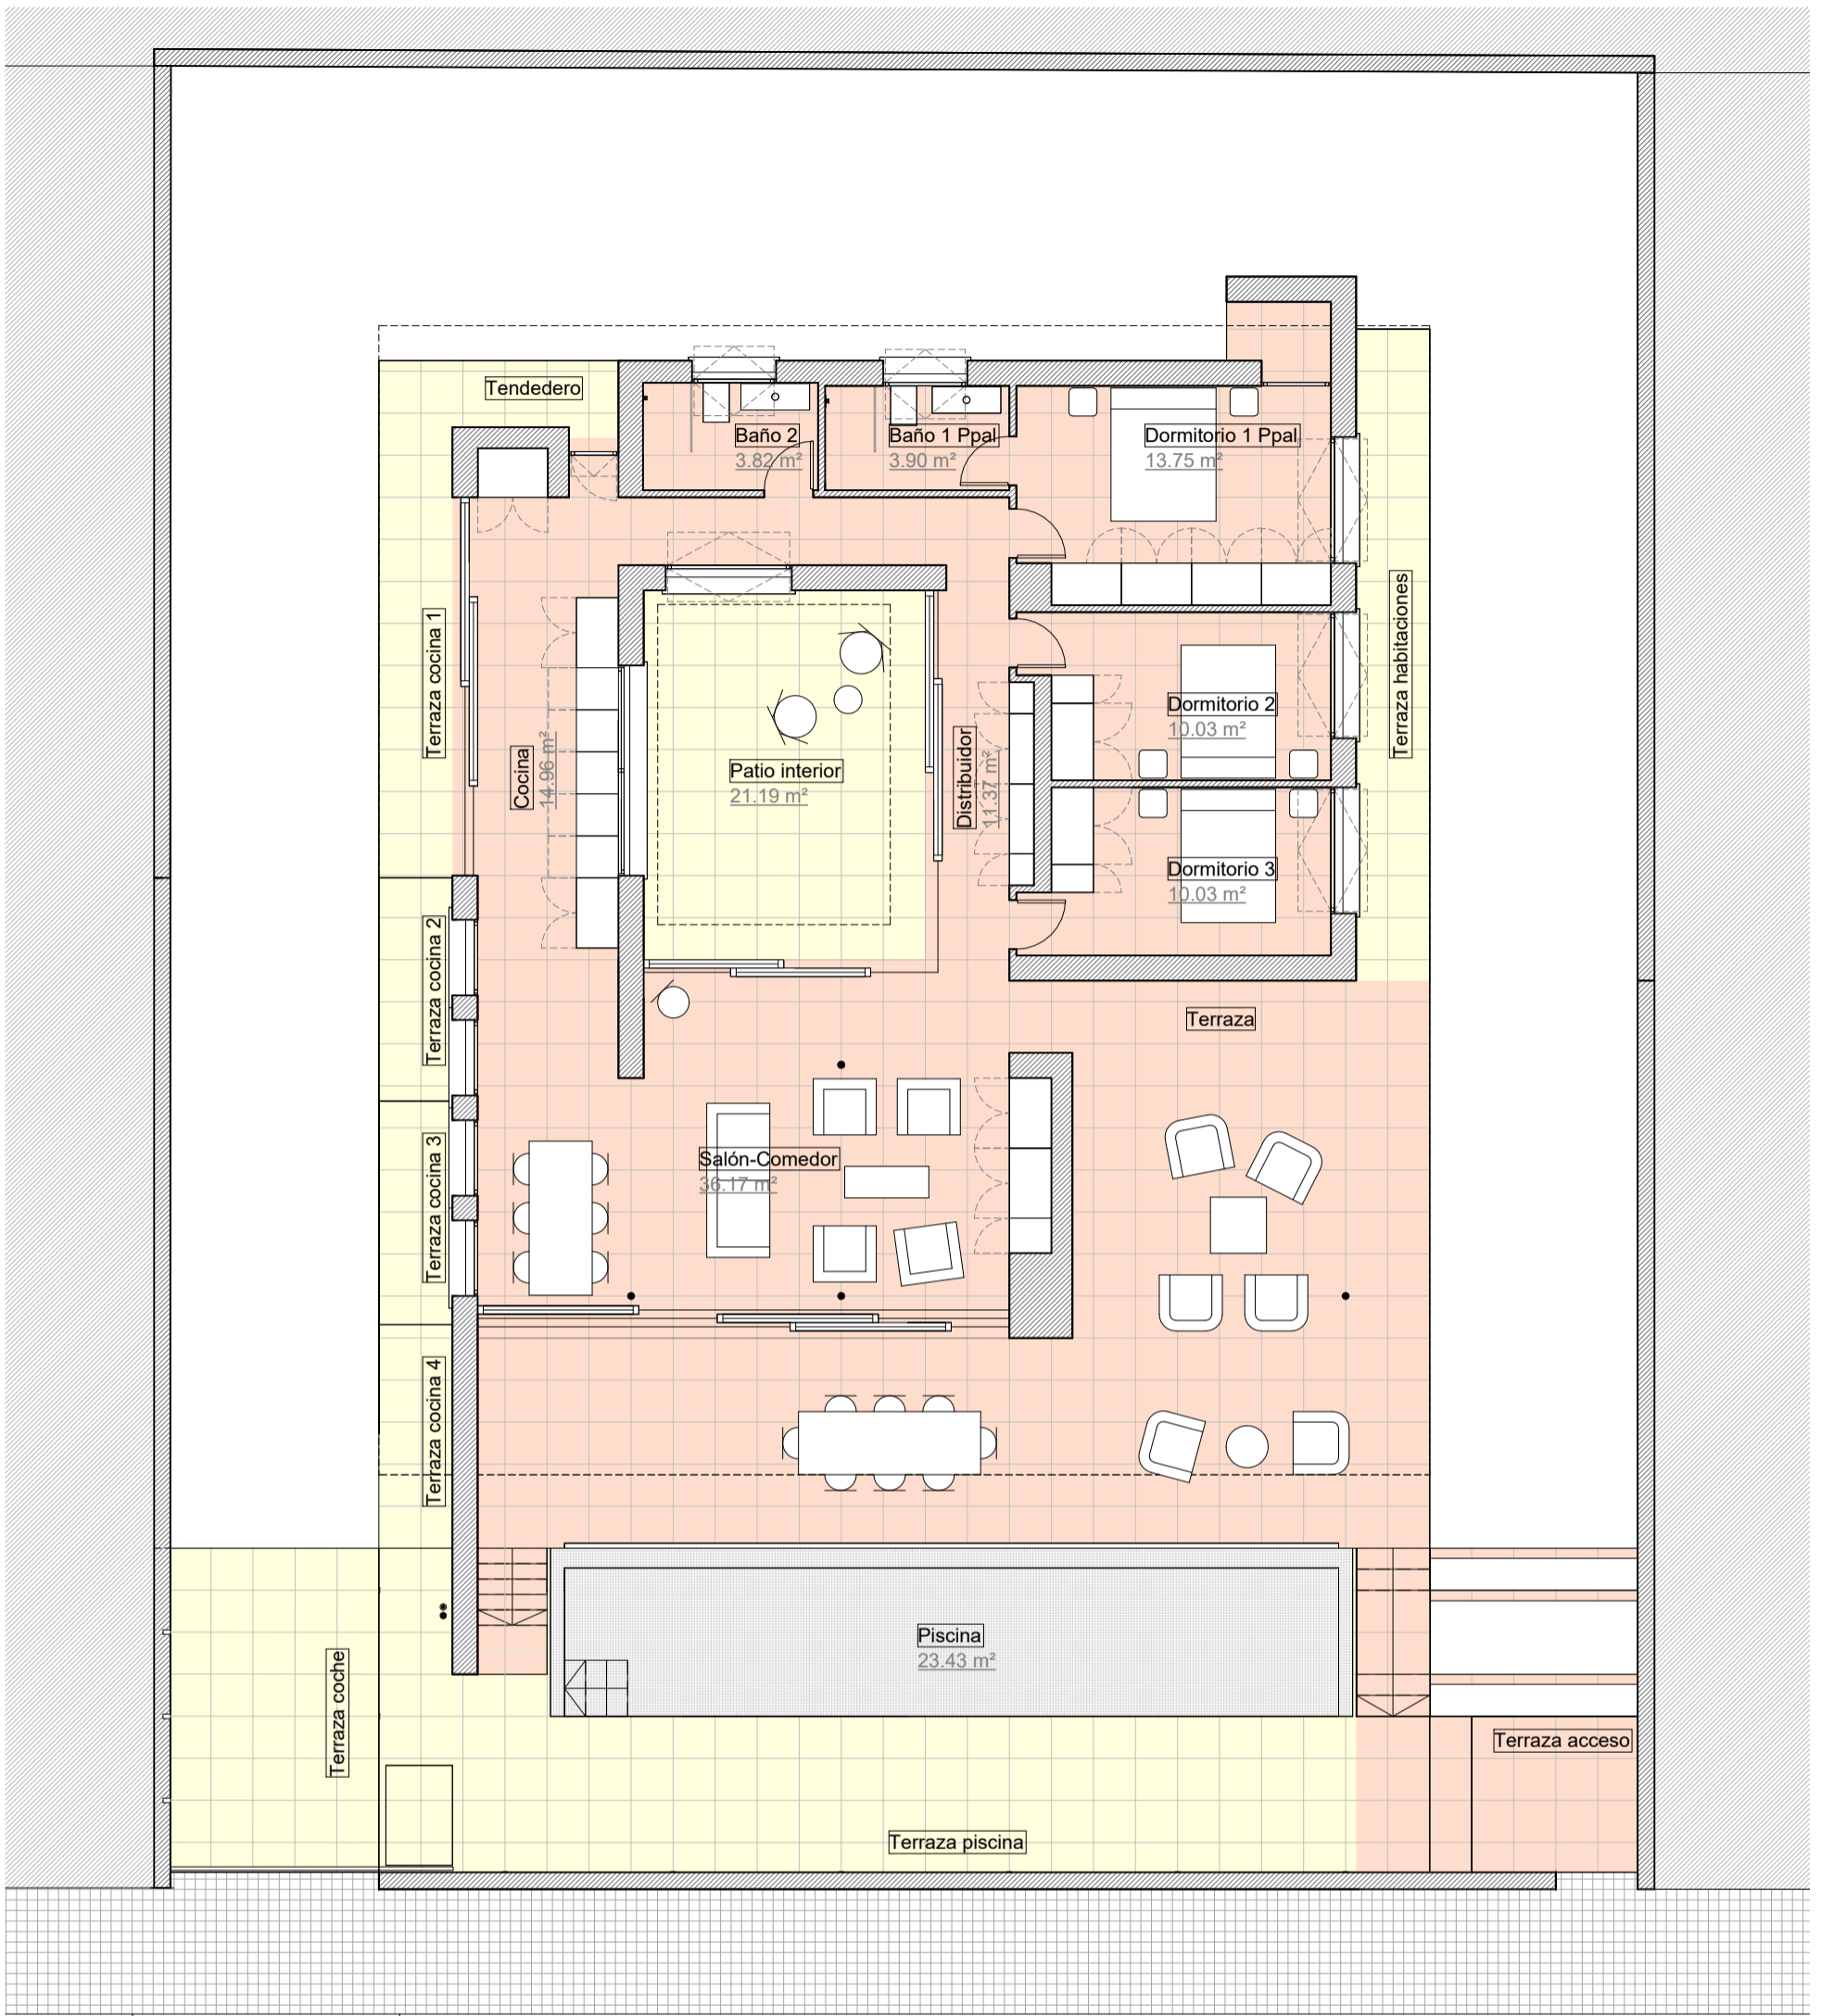 Tendedero
Baño 2
3.82 m²
Baño 1 Ppal
3.90 m²
Dormitorio 1 Ppal
13.75 m²
Terraza cocina 1
Cocina
14.96 m²
Patio interior
21.19 m²
Distribuidor
11.37 m²
Dormitorio 2
10.03 m²
Terraza habitaciones
Dormitorio 3
10.03 m²
Terraza cocina 2
Terraza
Terraza cocina 3
Salón-Comedor
36.17 m²
Terraza cocina 4
Piscina
23.43 m²
Terraza coche
Terraza acceso
Terraza piscina